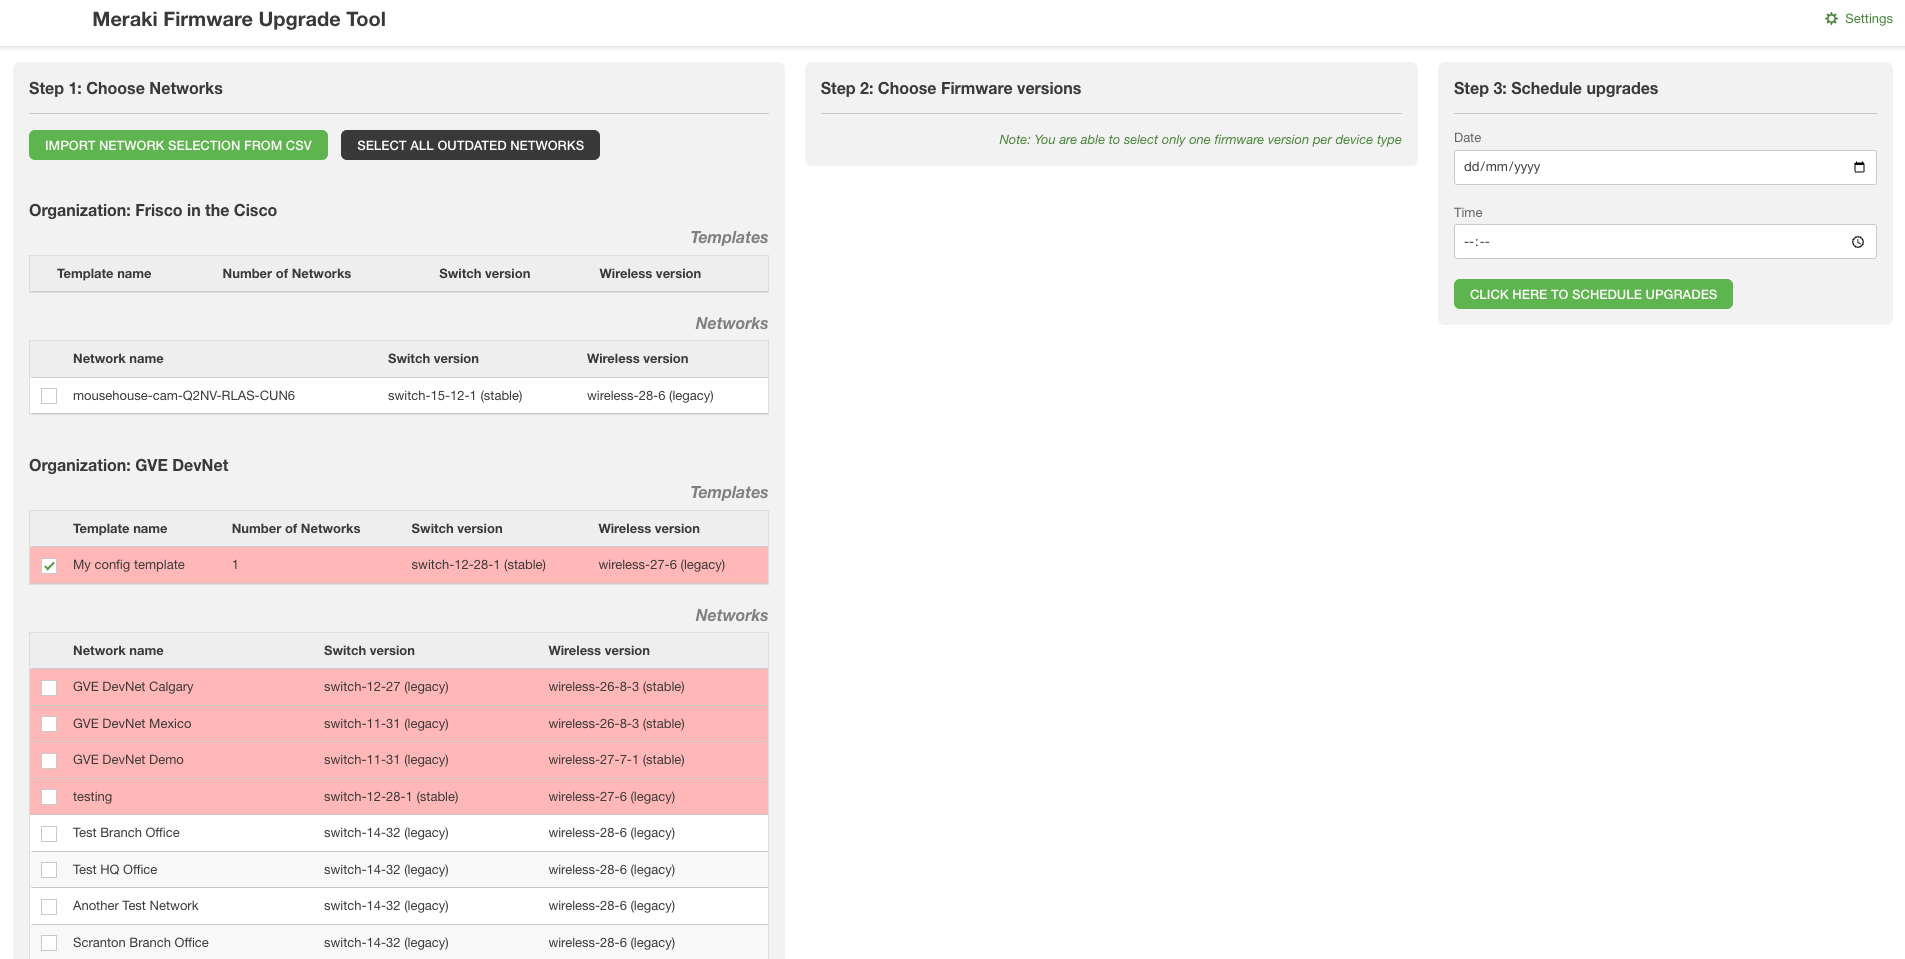 Meraki Firmware Upgrade Tool
Settings
Step 1: Choose Networks
IMPORT NETWORK SELECTION FROM CSV
SELECT ALL OUTDATED NETWORKS
Organization: Frisco in the Cisco
Templates
Template name Number of Networks Switch version Wireless version
Networks
Network name Switch version Wireless version
mousehouse-cam-Q2NV-RLAS-CUN6 switch-15-12-1 (stable) wireless-28-6 (legacy)
Organization: GVE DevNet
Templates
Template name Number of Networks Switch version Wireless version
My config template 1 switch-12-28-1 (stable) wireless-27-6 (legacy)
Networks
Network name Switch version Wireless version
GVE DevNet Calgary switch-12-27 (legacy) wireless-26-8-3 (stable)
GVE DevNet Mexico switch-11-31 (legacy) wireless-26-8-3 (stable)
GVE DevNet Demo switch-11-31 (legacy) wireless-27-7-1 (stable)
testing switch-12-28-1 (stable) wireless-27-6 (legacy)
Test Branch Office switch-14-32 (legacy) wireless-28-6 (legacy)
Test HQ Office switch-14-32 (legacy) wireless-28-6 (legacy)
Another Test Network switch-14-32 (legacy) wireless-28-6 (legacy)
Scranton Branch Office switch-14-32 (legacy) wireless-28-6 (legacy)
Step 2: Choose Firmware versions
Note: You are able to select only one firmware version per device type
Step 3: Schedule upgrades
Date
dd/mm/yyyy
Time
--:--
CLICK HERE TO SCHEDULE UPGRADES